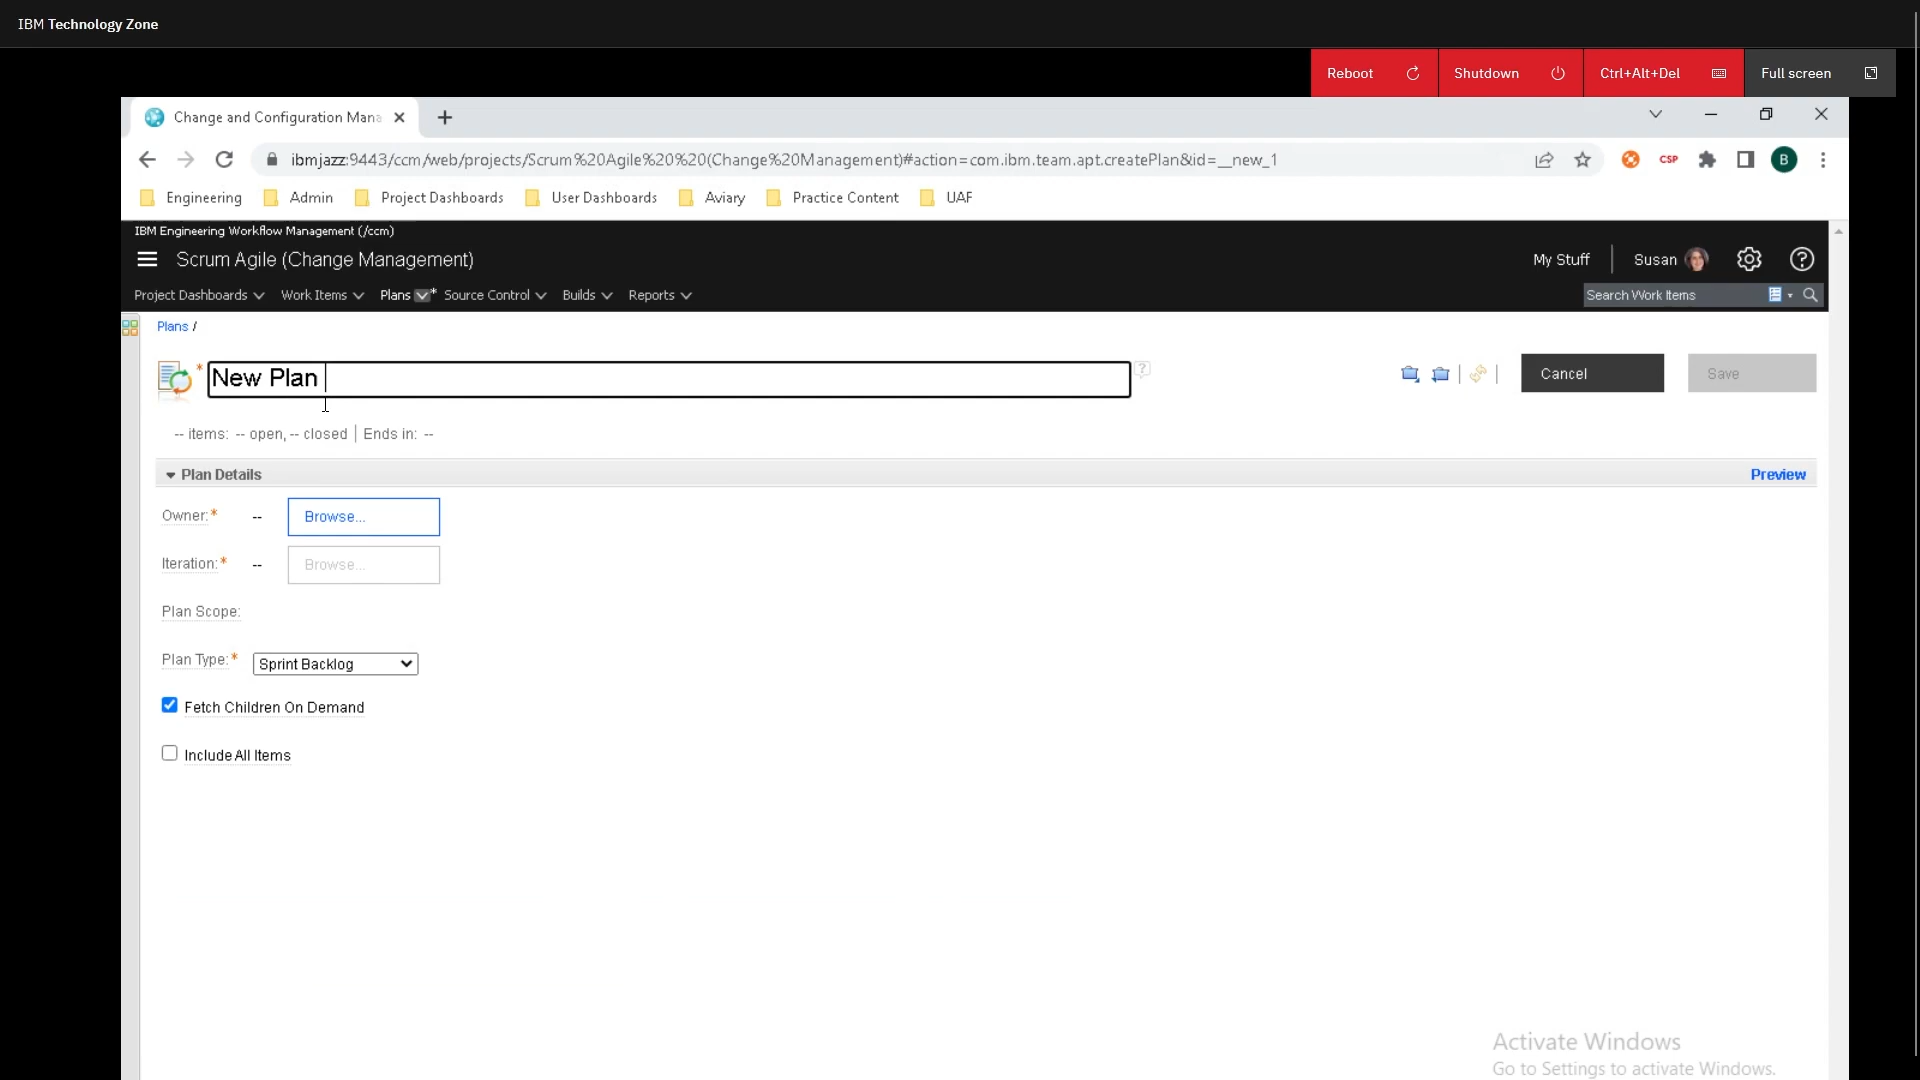 IBM Technology Zone
Reboot Shutdown Ctrl+Alt+Del Full screen
Change and Configuration Mana
ibmjazz:9443/ccm/web/projects/Scrum%20Agile%20%20(Change%20Management)#action=com.ibm.team.apt.createPlan&id=__new_1
CSP
B
Engineering Admin Project Dashboards User Dashboards Aviary Practice Content UAF
IBM Engineering Workflow Management (/ccm)
Scrum Agile (Change Management)
My Stuff Susan
Project Dashboards Work Items Plans * Source Control Builds Reports
Search Work Items
Plans /
* New Plan
?
Cancel Save
-- items: -- open, -- closed | Ends in: --
Plan Details
Preview
Owner:* -- Browse...
Iteration:* -- Browse...
Plan Scope:
Plan Type:* Sprint Backlog
Fetch Children On Demand
Include All Items
Activate Windows
Go to Settings to activate Windows.